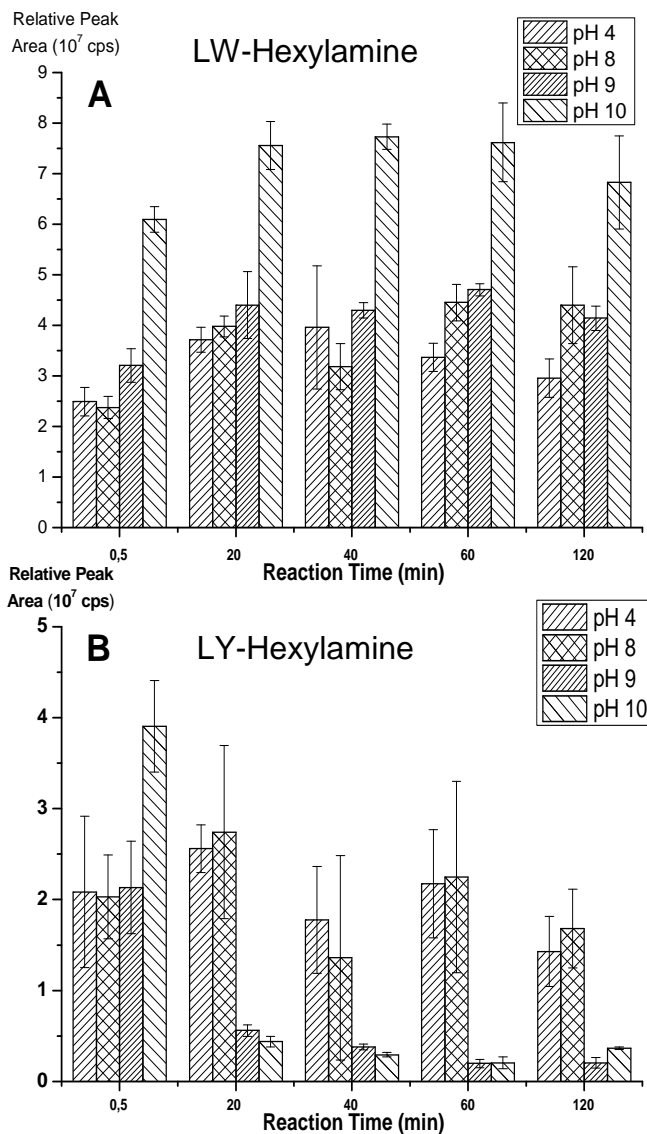 Relative Peak
Area (10⁷ cps)
LW-Hexylamine
A
pH 4
pH 8
pH 9
pH 10
9
8
7
6
5
4
3
2
1
0
0,5 20 40 60 120
Reaction Time (min)
Relative Peak
Area (10⁷ cps)
LY-Hexylamine
B
pH 4
pH 8
pH 9
pH 10
5
4
3
2
1
0
0,5 20 40 60 120
Reaction Time (min)